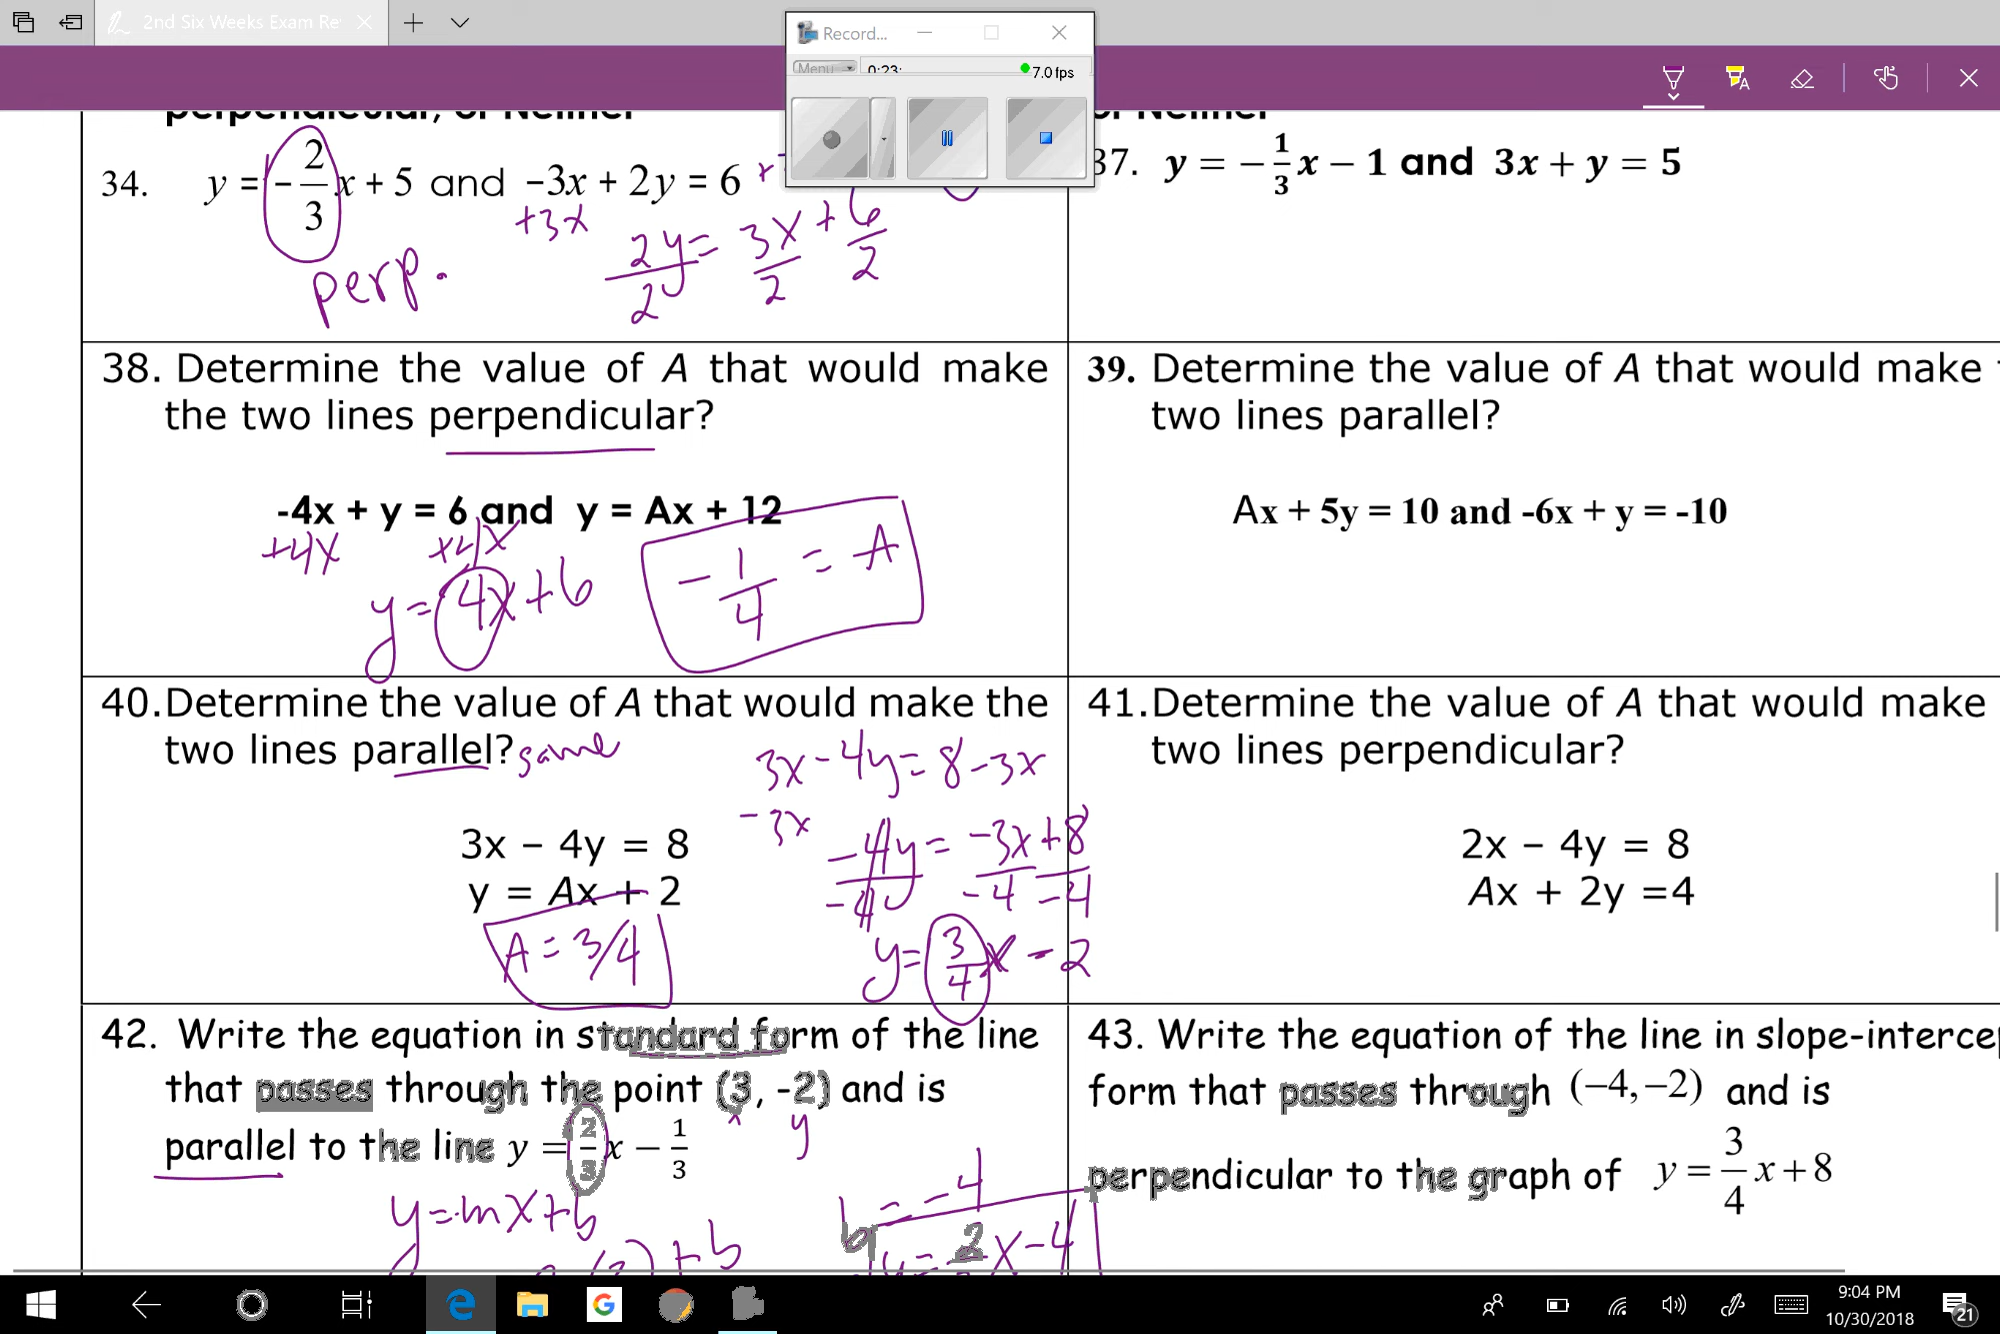 2nd Six Weeks Exam Re
Record...
Menu
0:23:
7.0 fps
perpendicular, or Neither
or Neither
34. y = -2/3 x + 5 and -3x + 2y = 6
+3x
2y/2 = 3x/2 + 6/2
perp.
37. y = -1/3 x - 1 and 3x + y = 5
38. Determine the value of A that would make
the two lines perpendicular?
-4x + y = 6 and y = Ax + 12
+4x +4x
y = 4x + 6
-1/4 = A
39. Determine the value of A that would make
two lines parallel?
Ax + 5y = 10 and -6x + y = -10
40. Determine the value of A that would make the
two lines parallel? same
3x - 4y = 8
y = Ax + 2
A = 3/4
3x - 4y = 8 - 3x
- 3x
-4y/-4 = -3x/-4 + 8/-4
y = 3/4 x - 2
41. Determine the value of A that would make
two lines perpendicular?
2x - 4y = 8
Ax + 2y =4
42. Write the equation in standard form of the line
that passes through the point (3, -2) and is
x y
parallel to the line y = 2/3 x - 1/3
y = mx + b
+ b
b = -4
x - 4
43. Write the equation of the line in slope-interce
form that passes through (-4, -2) and is
perpendicular to the graph of y = 3/4 x + 8
9:04 PM
10/30/2018
21